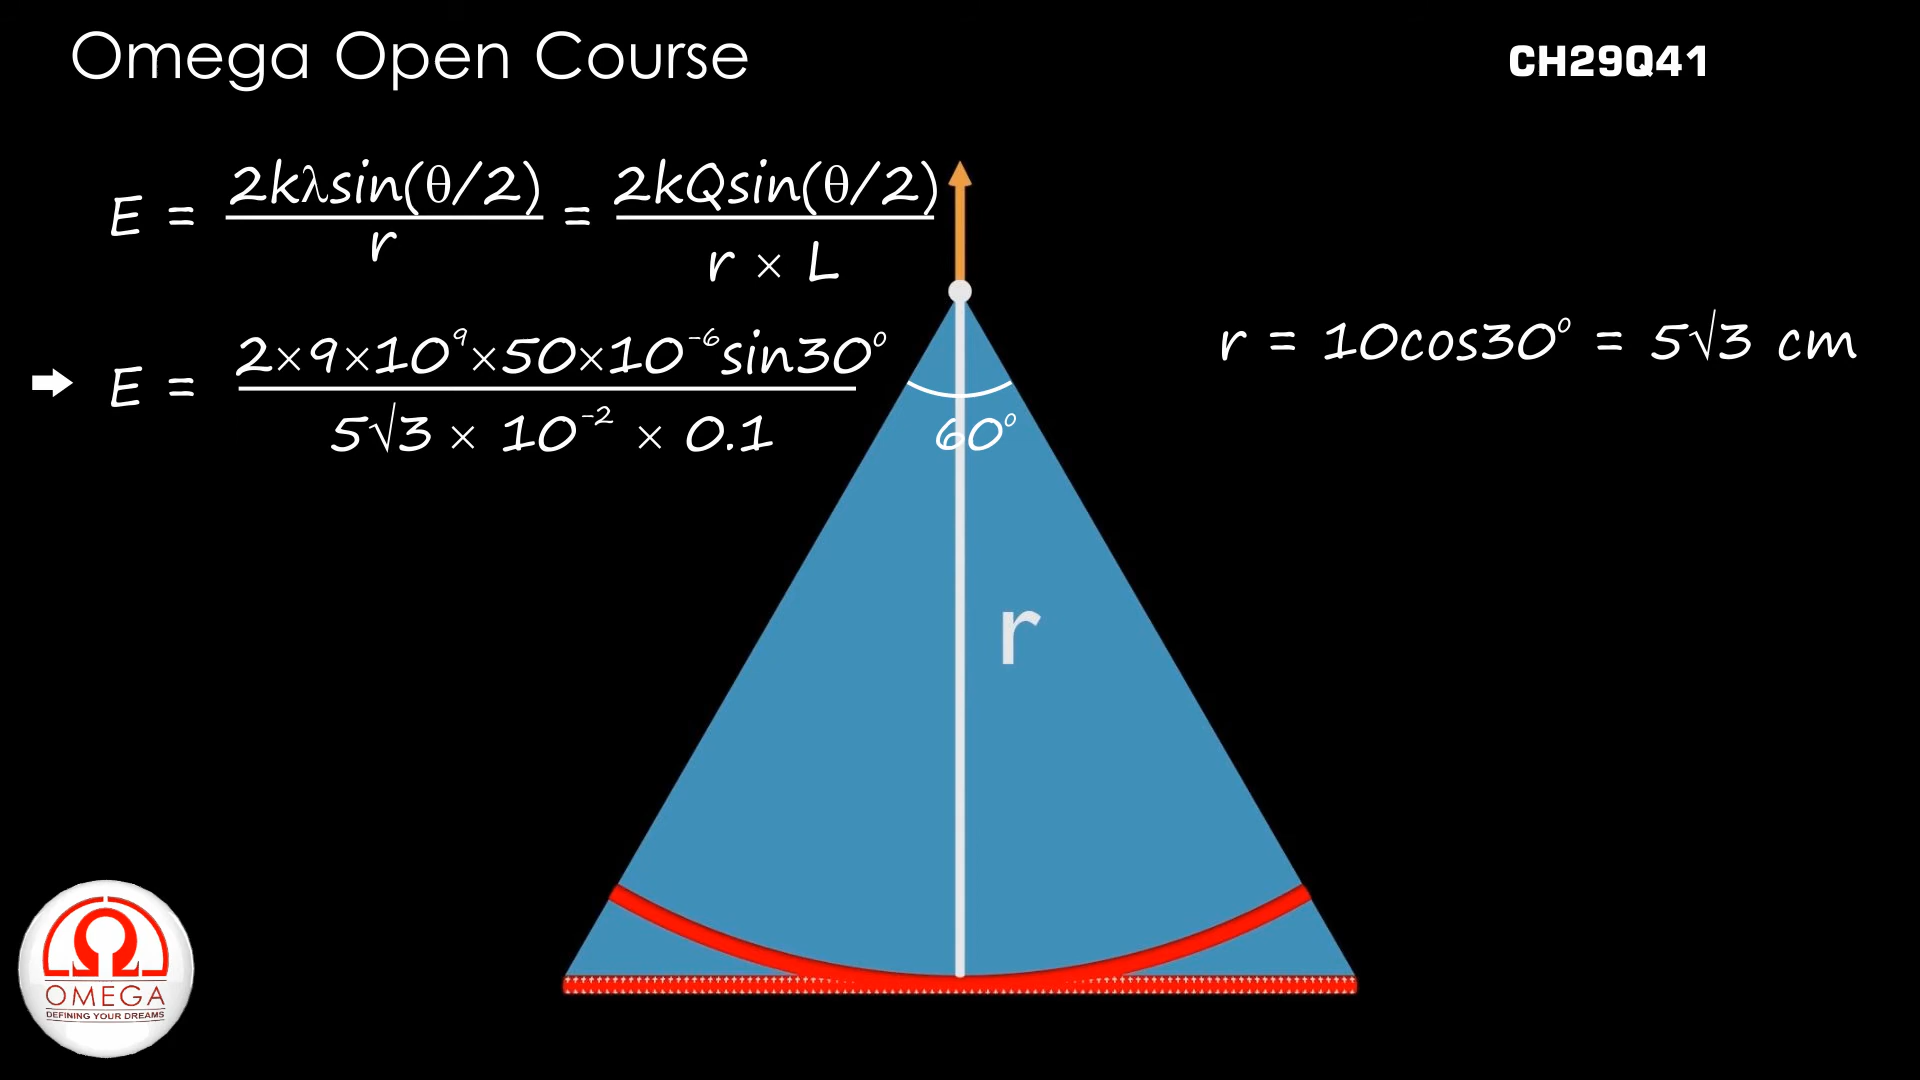 Omega Open Course
CH29Q41
E = 2kλsin(θ/2) / r = 2kQsin(θ/2) / r × L
r = 10cos30° = 5√3 cm
➡ E = 2×9×10⁹×50×10⁻⁶sin30° / 5√3 × 10⁻² × 0.1
60°
r
Ω
OMEGA
DEFINING YOUR DREAMS